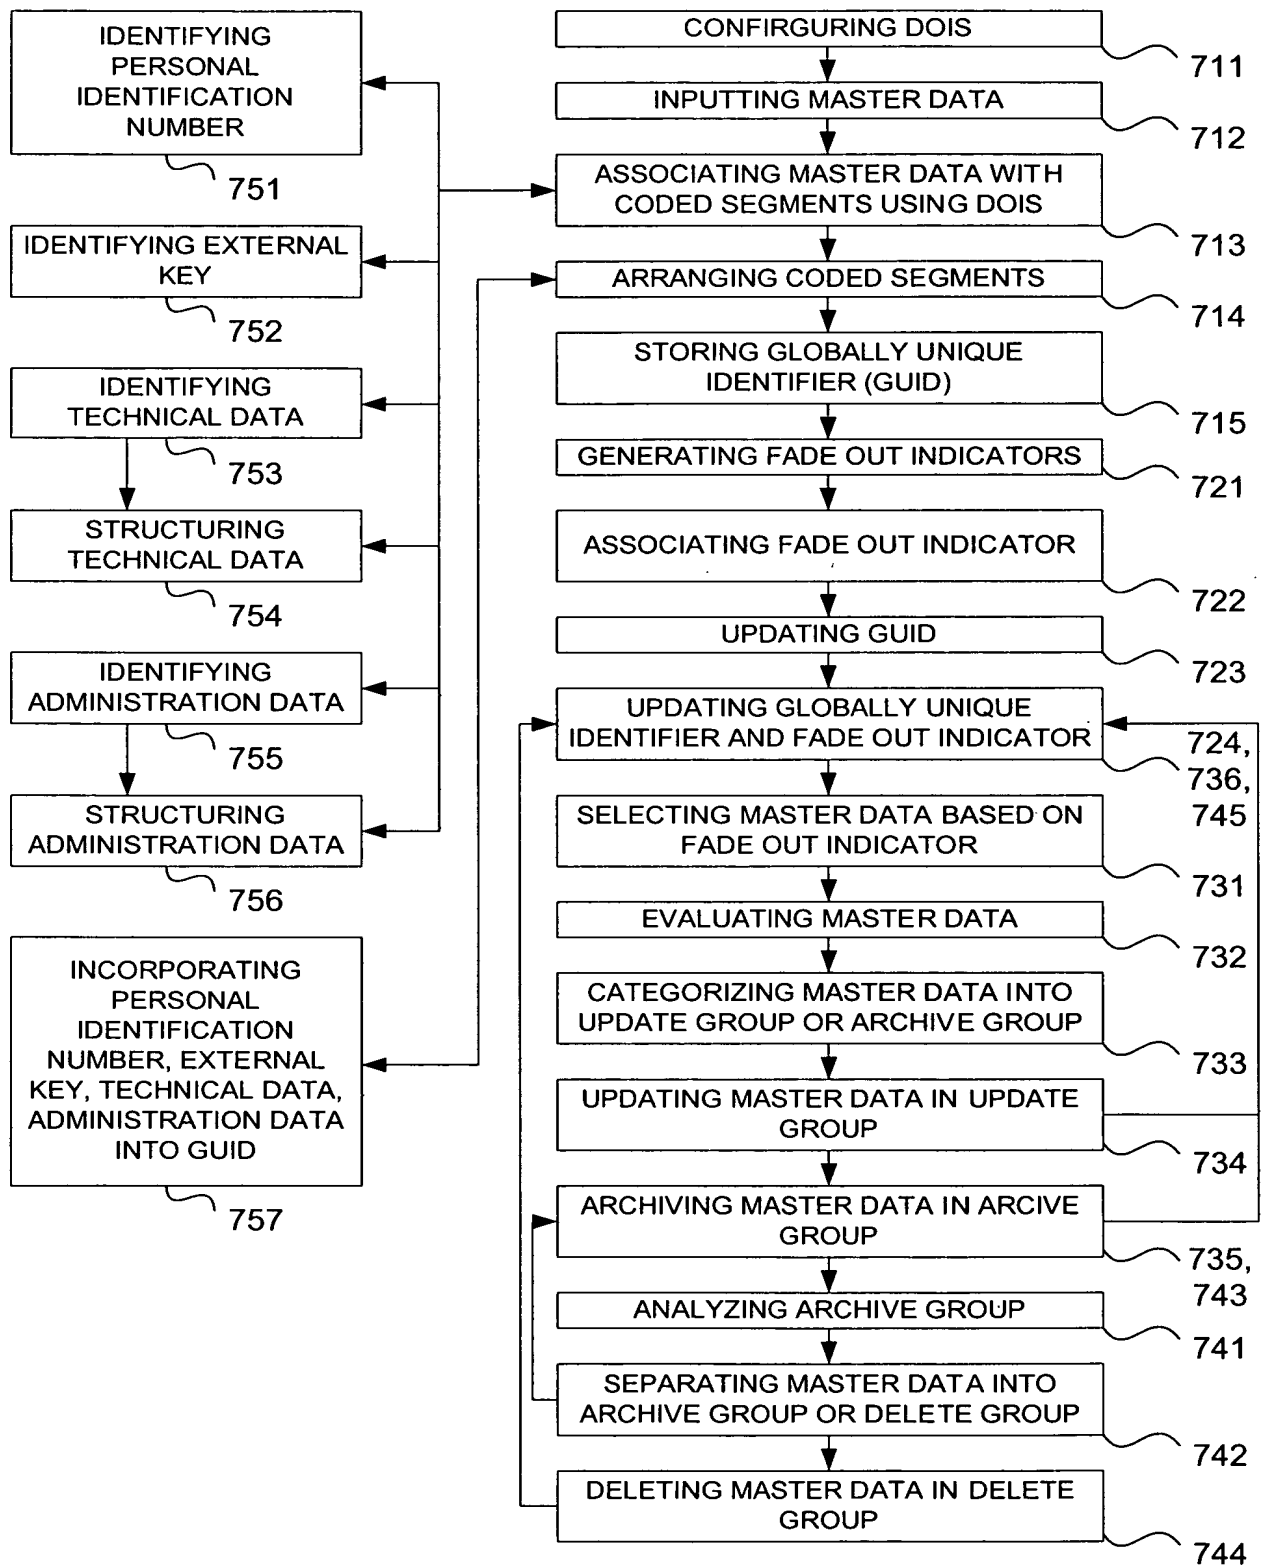 IDENTIFYING
PERSONAL
IDENTIFICATION
NUMBER
751
IDENTIFYING EXTERNAL
KEY
752
IDENTIFYING
TECHNICAL DATA
753
STRUCTURING
TECHNICAL DATA
754
IDENTIFYING
ADMINISTRATION DATA
755
STRUCTURING
ADMINISTRATION DATA
756
INCORPORATING
PERSONAL
IDENTIFICATION
NUMBER, EXTERNAL
KEY, TECHNICAL DATA,
ADMINISTRATION DATA
INTO GUID
757
CONFIRGURING DOIS
711
INPUTTING MASTER DATA
712
ASSOCIATING MASTER DATA WITH
CODED SEGMENTS USING DOIS
713
ARRANGING CODED SEGMENTS
714
STORING GLOBALLY UNIQUE
IDENTIFIER (GUID)
715
GENERATING FADE OUT INDICATORS
721
ASSOCIATING FADE OUT INDICATOR
722
UPDATING GUID
723
UPDATING GLOBALLY UNIQUE
IDENTIFIER AND FADE OUT INDICATOR
724,
736,
745
SELECTING MASTER DATA BASED ON
FADE OUT INDICATOR
731
EVALUATING MASTER DATA
732
CATEGORIZING MASTER DATA INTO
UPDATE GROUP OR ARCHIVE GROUP
733
UPDATING MASTER DATA IN UPDATE
GROUP
734
ARCHIVING MASTER DATA IN ARCIVE
GROUP
735,
743
ANALYZING ARCHIVE GROUP
741
SEPARATING MASTER DATA INTO
ARCHIVE GROUP OR DELETE GROUP
742
DELETING MASTER DATA IN DELETE
GROUP
744